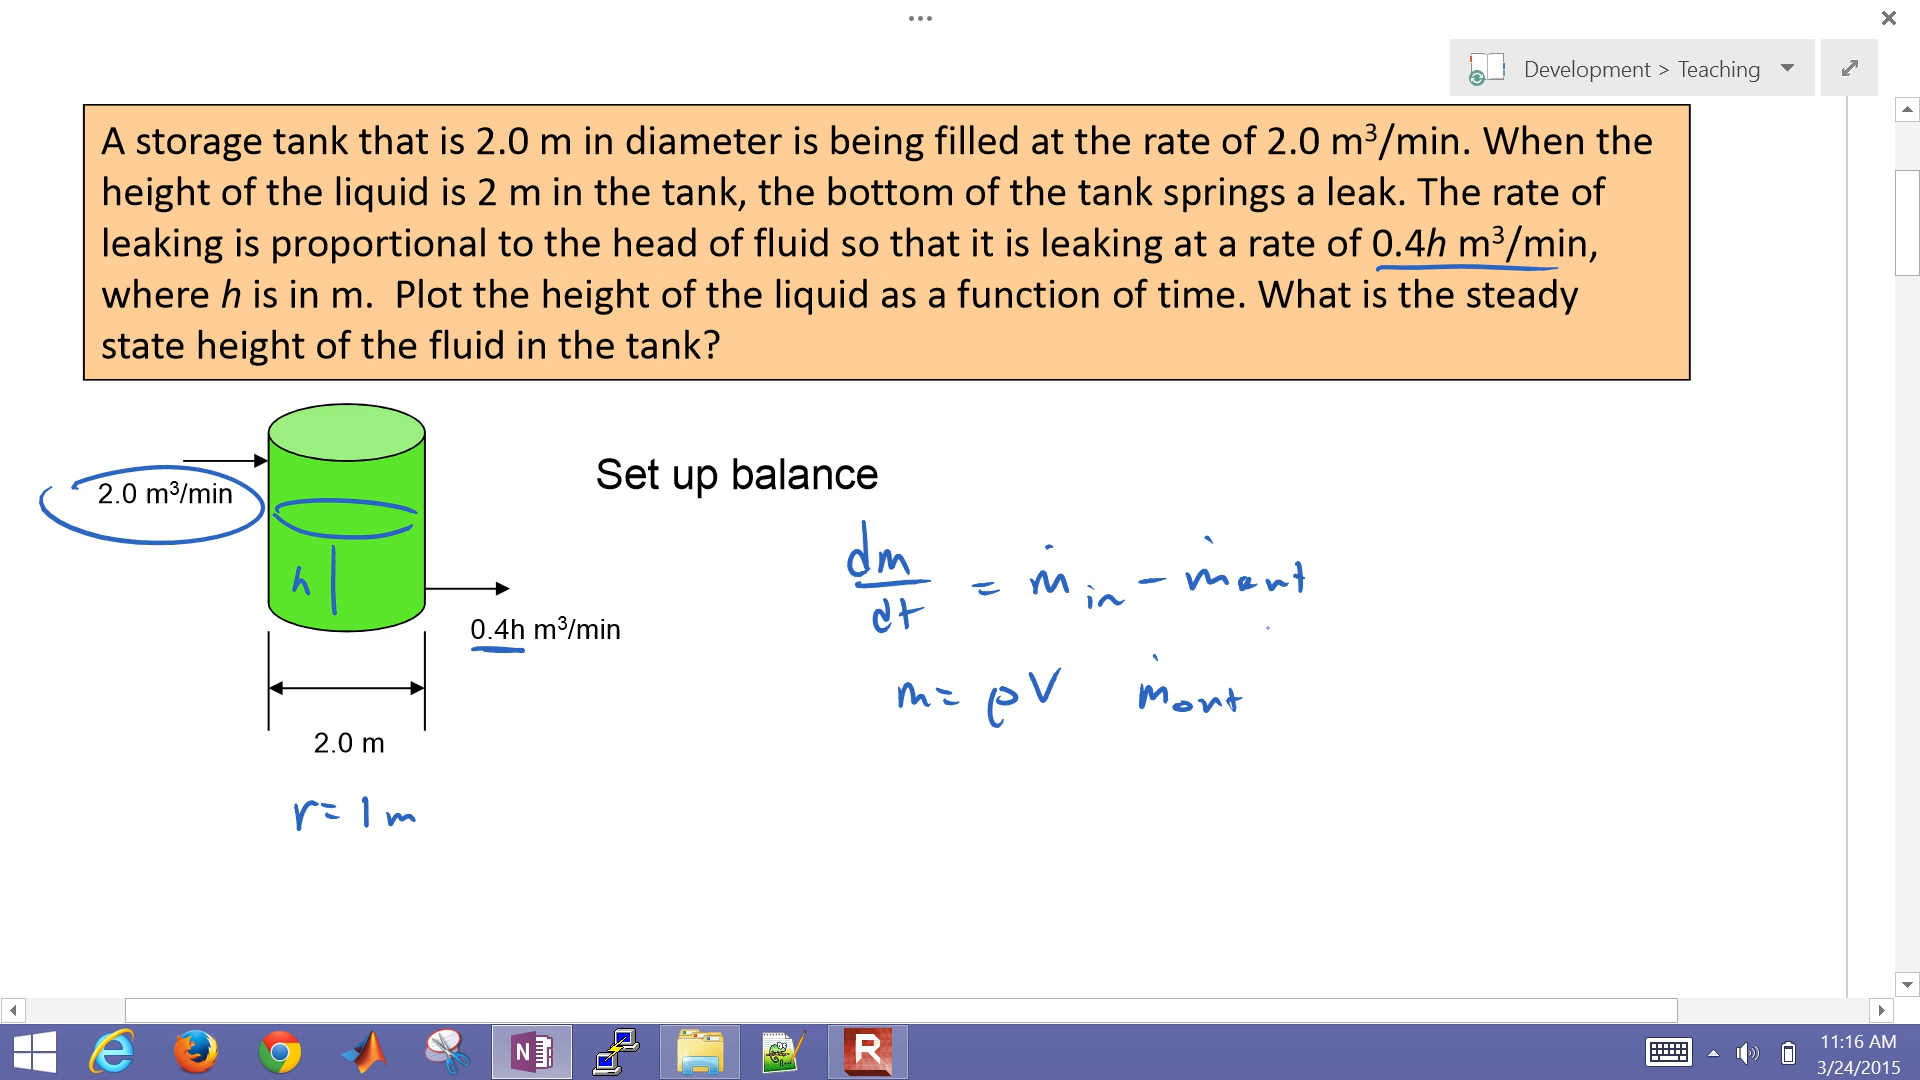 Development > Teaching
A storage tank that is 2.0 m in diameter is being filled at the rate of 2.0 m³/min. When the
height of the liquid is 2 m in the tank, the bottom of the tank springs a leak. The rate of
leaking is proportional to the head of fluid so that it is leaking at a rate of 0.4h m³/min,
where h is in m.  Plot the height of the liquid as a function of time. What is the steady
state height of the fluid in the tank?
2.0 m³/min
Set up balance
h
dm/dt = ṁ in - ṁ out
0.4h m³/min
m = ρV ṁ out
2.0 m
r = 1 m
N
R
11:16 AM
3/24/2015